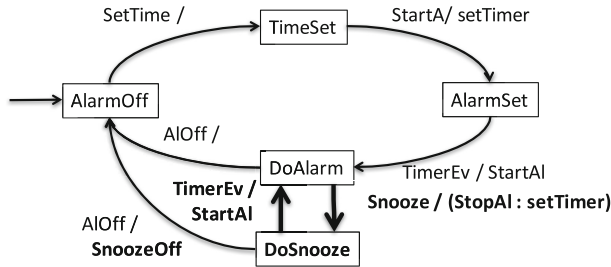 SetTime /
TimeSet
StartA/ setTimer
AlarmOff
AlarmSet
AlOff /
DoAlarm
TimerEv / StartAl
TimerEv /
StartAl
Snooze / (StopAl : setTimer)
AlOff /
SnoozeOff
DoSnooze